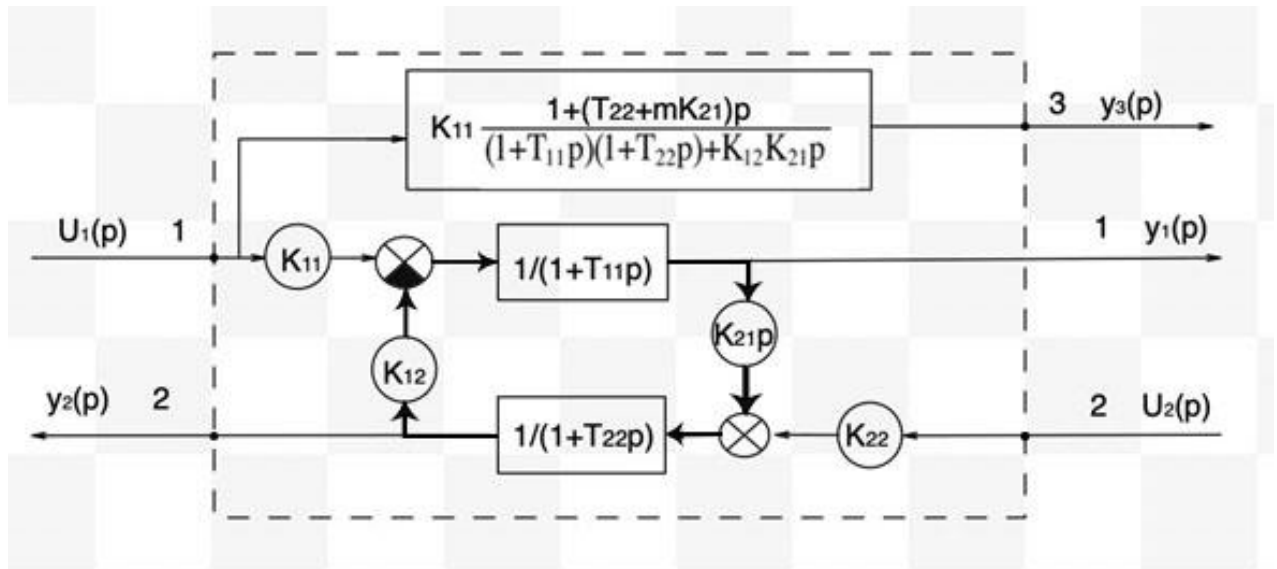 1+(T₂₂+mK₂₁)p
K₁₁
(1+T₁₁p)(1+T₂₂p)+K₁₂K₂₁p
3 y₃(p)
U₁(p) 1
K₁₁
1/(1+T₁₁p)
1 y₁(p)
K₂₁p
K₁₂
y₂(p) 2
1/(1+T₂₂p)
K₂₂
2 U₂(p)